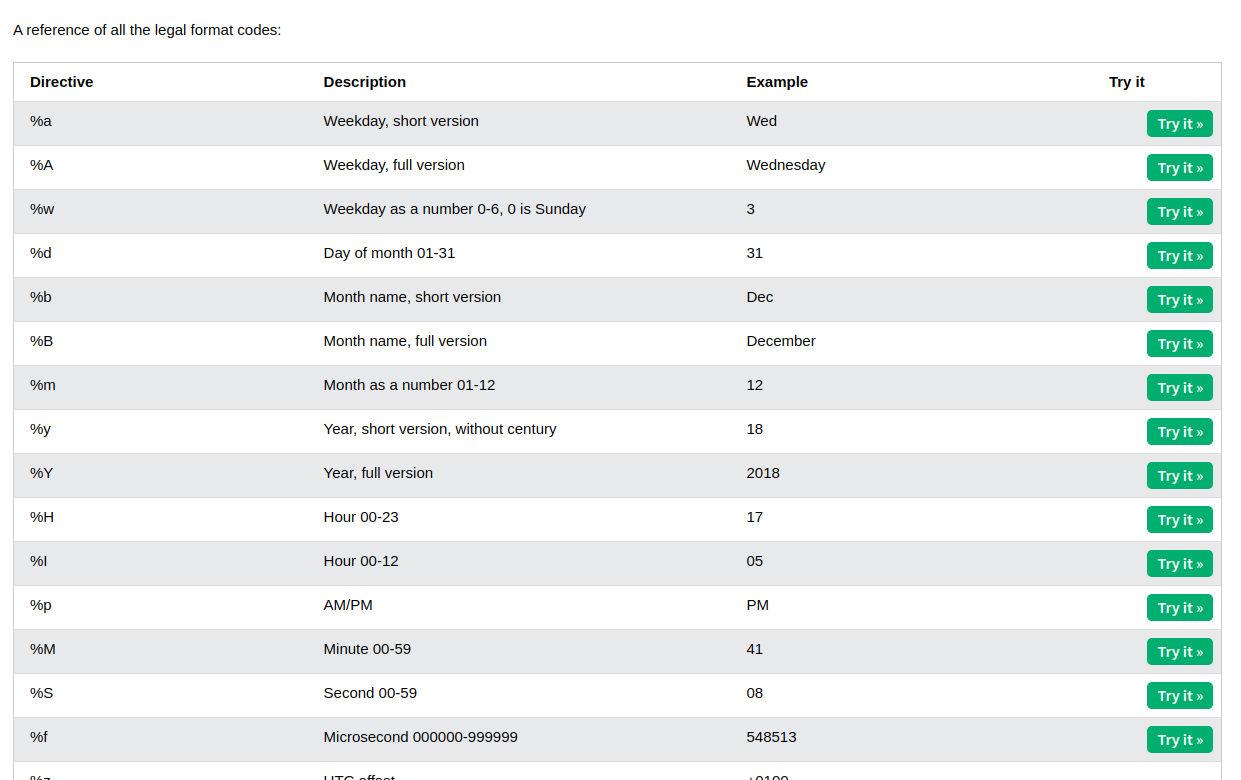 A reference of all the legal format codes:
Directive Description Example Try it
%a Weekday, short version Wed Try it »
%A Weekday, full version Wednesday Try it »
%w Weekday as a number 0-6, 0 is Sunday 3 Try it »
%d Day of month 01-31 31 Try it »
%b Month name, short version Dec Try it »
%B Month name, full version December Try it »
%m Month as a number 01-12 12 Try it »
%y Year, short version, without century 18 Try it »
%Y Year, full version 2018 Try it »
%H Hour 00-23 17 Try it »
%I Hour 00-12 05 Try it »
%p AM/PM PM Try it »
%M Minute 00-59 41 Try it »
%S Second 00-59 08 Try it »
%f Microsecond 000000-999999 548513 Try it »
%z UTC offset +0100